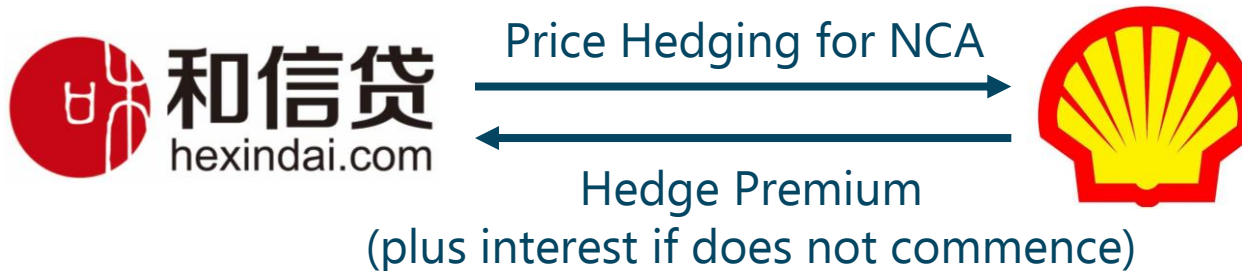 和信贷
hexindai.com
Price Hedging for NCA
Hedge Premium
(plus interest if does not commence)